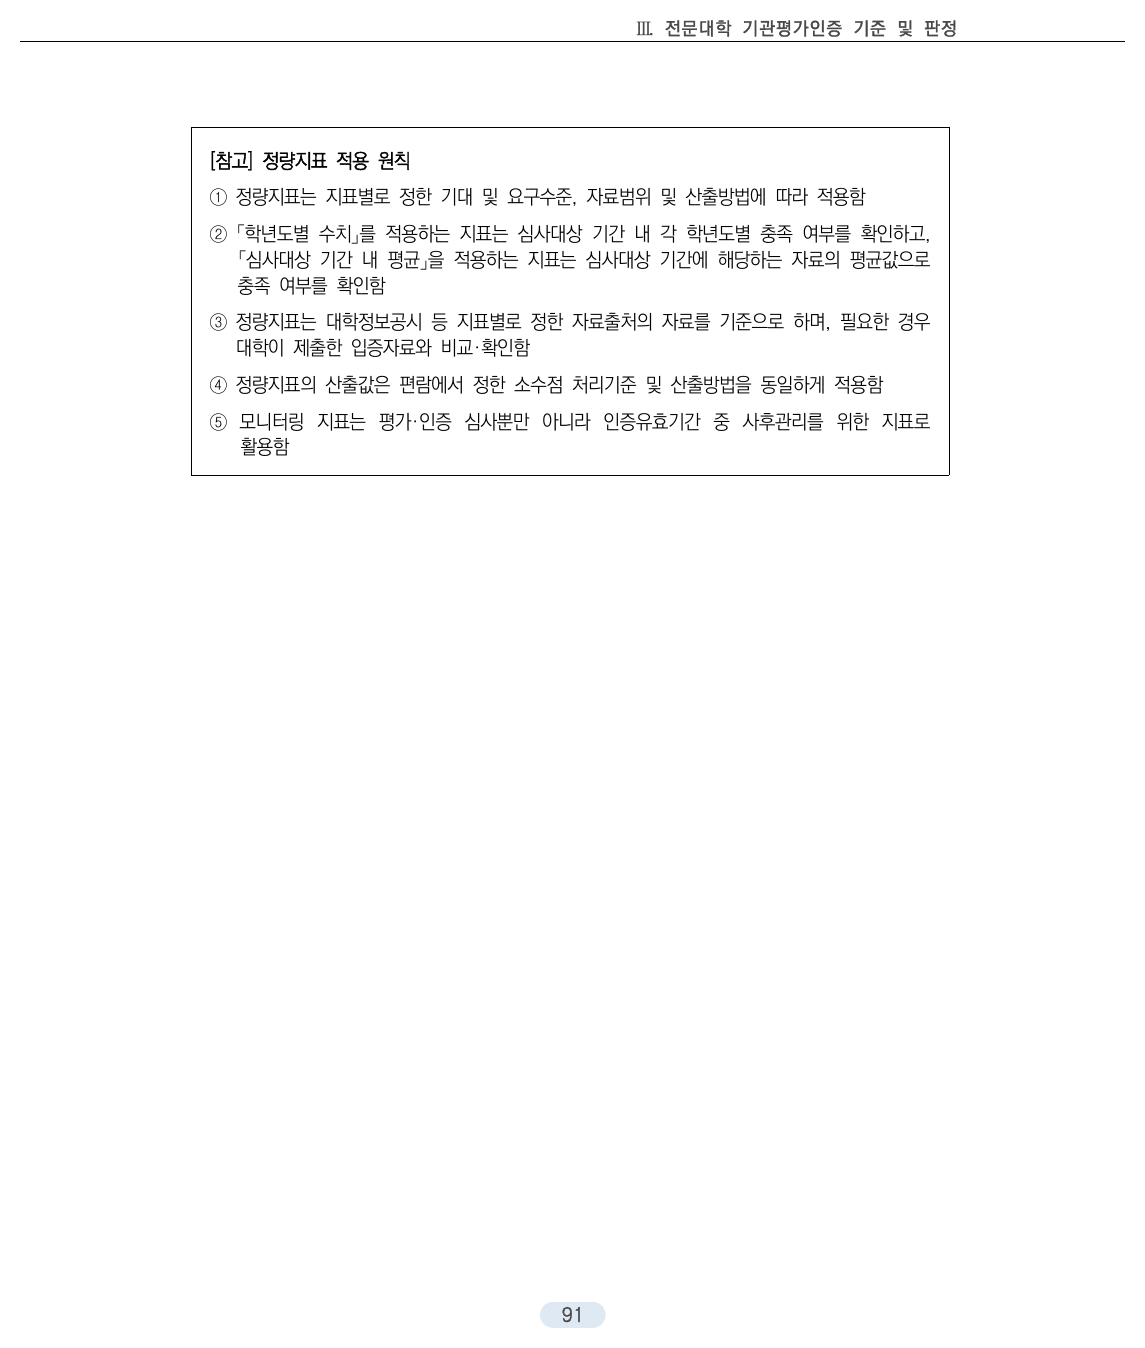 Ⅲ. 전문대학 기관평가인증 기준 및 판정
[참고] 정량지표 적용 원칙
① 정량지표는 지표별로 정한 기대 및 요구수준, 자료범위 및 산출방법에 따라 적용함
② 「학년도별 수치」를 적용하는 지표는 심사대상 기간 내 각 학년도별 충족 여부를 확인하고,
「심사대상 기간 내 평균」을 적용하는 지표는 심사대상 기간에 해당하는 자료의 평균값으로
충족 여부를 확인함
③ 정량지표는 대학정보공시 등 지표별로 정한 자료출처의 자료를 기준으로 하며, 필요한 경우
대학이 제출한 입증자료와 비교·확인함
④ 정량지표의 산출값은 편람에서 정한 소수점 처리기준 및 산출방법을 동일하게 적용함
⑤ 모니터링 지표는 평가·인증 심사뿐만 아니라 인증유효기간 중 사후관리를 위한 지표로
활용함
91